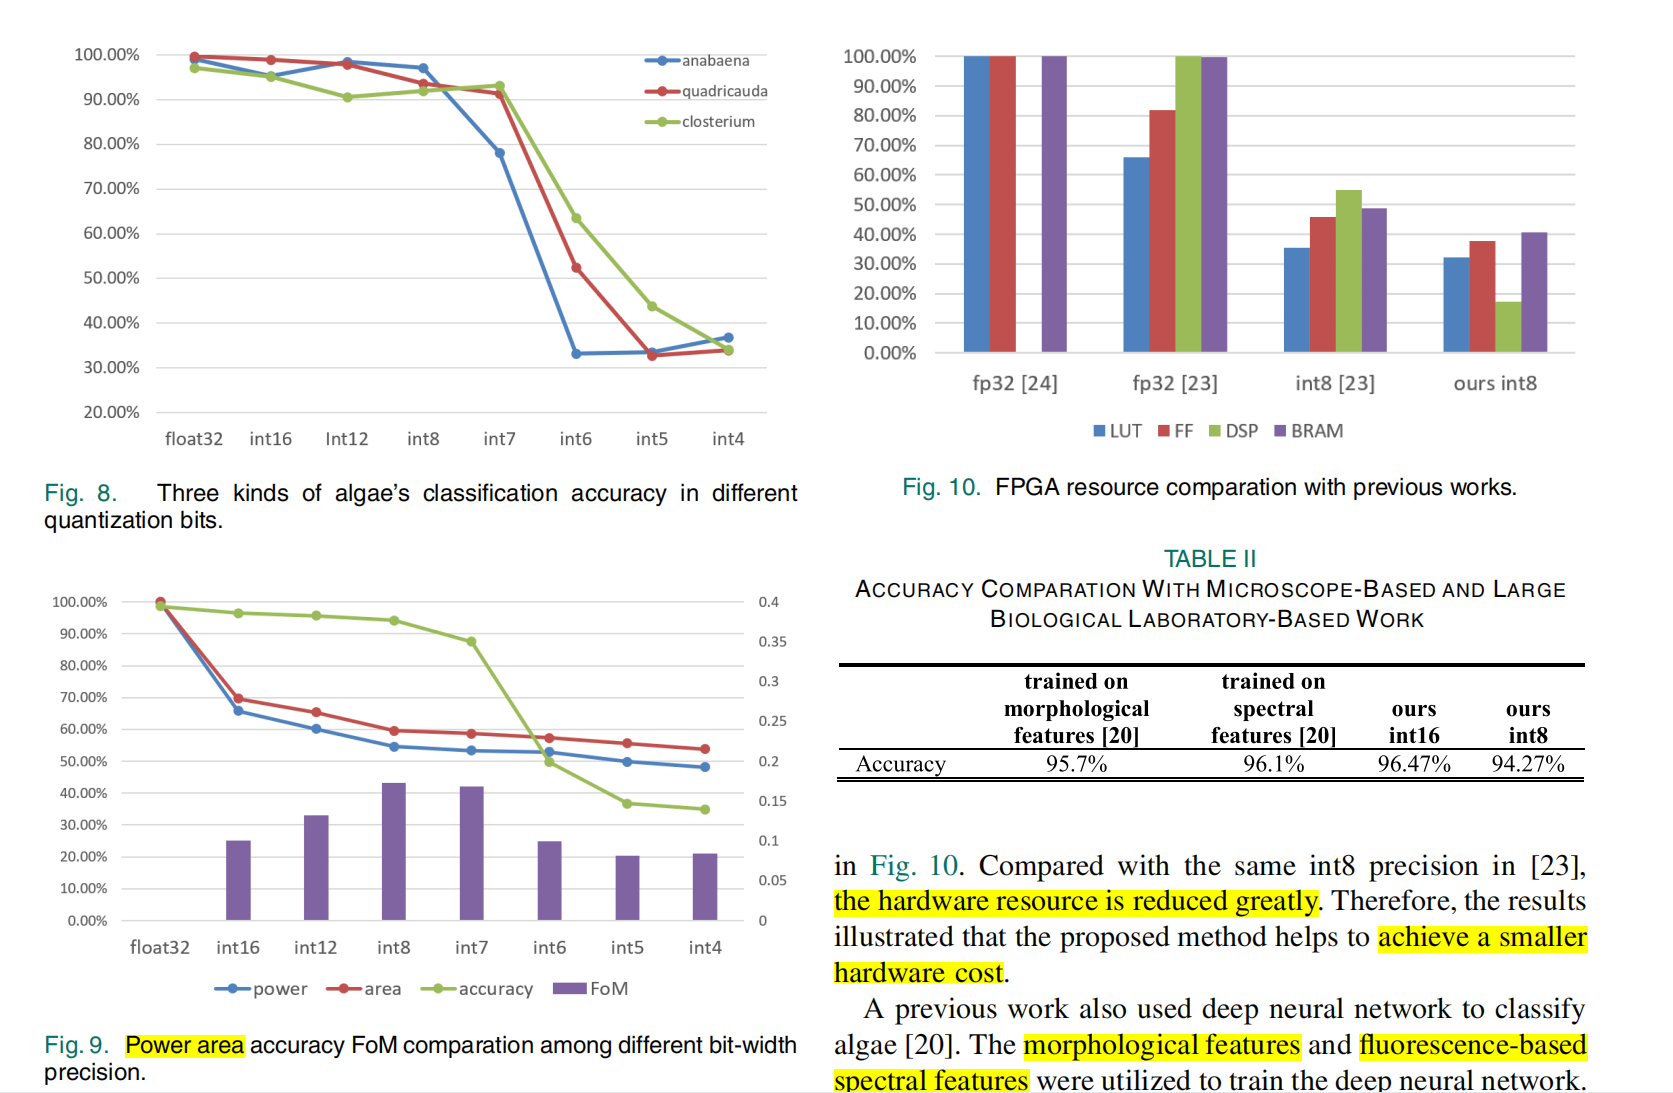 100.00%
90.00%
80.00%
70.00%
60.00%
50.00%
40.00%
30.00%
20.00%
float32 int16 Int12 int8 int7 int6 int5 int4
anabaena
quadricauda
closterium
Fig. 8. Three kinds of algae's classification accuracy in different
quantization bits.
100.00%
90.00%
80.00%
70.00%
60.00%
50.00%
40.00%
30.00%
20.00%
10.00%
0.00%
0.4
0.35
0.3
0.25
0.2
0.15
0.1
0.05
0
float32 int16 int12 int8 int7 int6 int5 int4
power area accuracy FoM
Fig. 9. Power area accuracy FoM comparation among different bit-width
precision.
100.00%
90.00%
80.00%
70.00%
60.00%
50.00%
40.00%
30.00%
20.00%
10.00%
0.00%
fp32 [24] fp32 [23] int8 [23] ours int8
LUT FF DSP BRAM
Fig. 10. FPGA resource comparation with previous works.
TABLE II
ACCURACY COMPARATION WITH MICROSCOPE-BASED AND LARGE
BIOLOGICAL LABORATORY-BASED WORK
trained on trained on
morphological spectral ours ours
features [20] features [20] int16 int8
Accuracy 95.7% 96.1% 96.47% 94.27%
in Fig. 10. Compared with the same int8 precision in [23],
the hardware resource is reduced greatly. Therefore, the results
illustrated that the proposed method helps to achieve a smaller
hardware cost.
A previous work also used deep neural network to classify
algae [20]. The morphological features and fluorescence-based
spectral features were utilized to train the deep neural network.